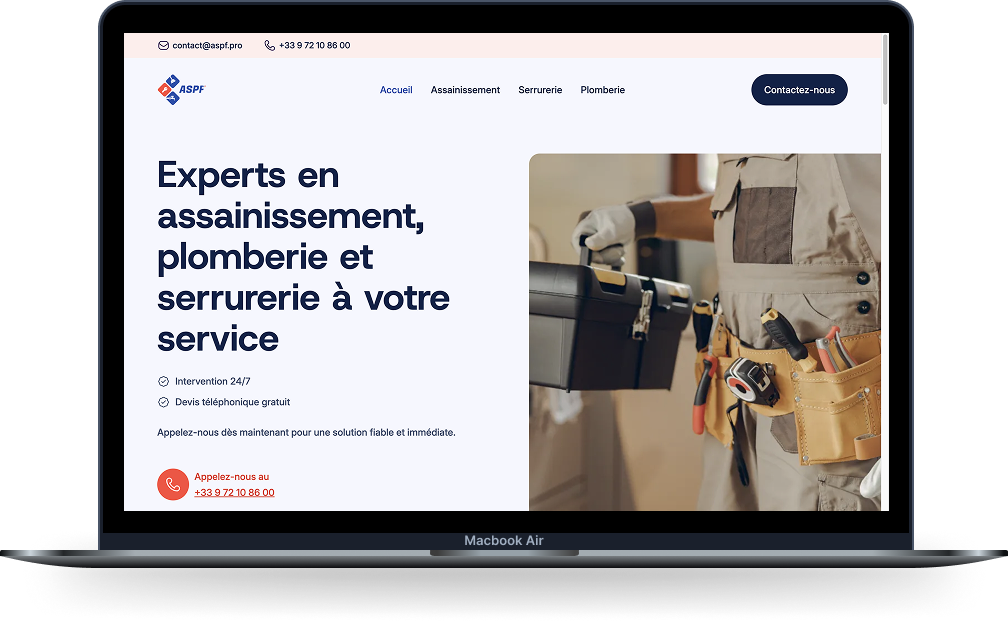 contact@aspf.pro +33 9 72 10 86 00
ASPF
Accueil Assainissement Serrurerie Plomberie
Contactez-nous
Experts en
assainissement,
plomberie et
serrurerie à votre
service
Intervention 24/7
Devis téléphonique gratuit
Appelez-nous dès maintenant pour une solution fiable et immédiate.
Appelez-nous au
+33 9 72 10 86 00
Macbook Air